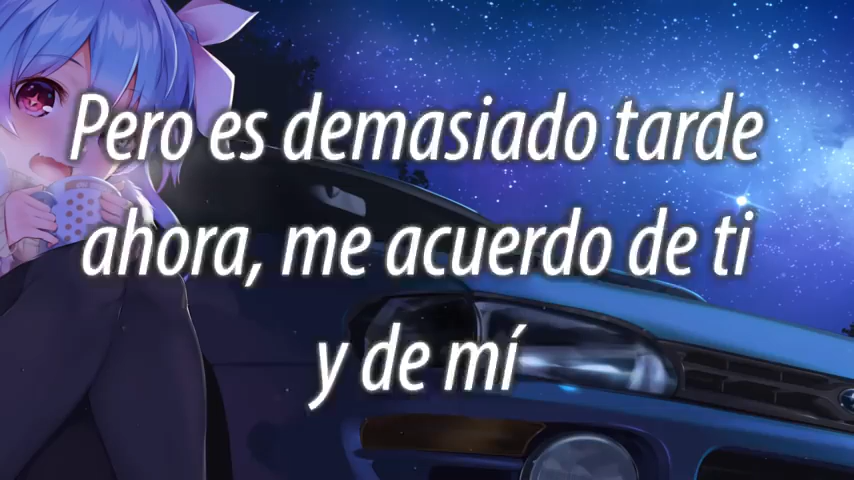 Pero es demasiado tarde
ahora, me acuerdo de ti
y de mí